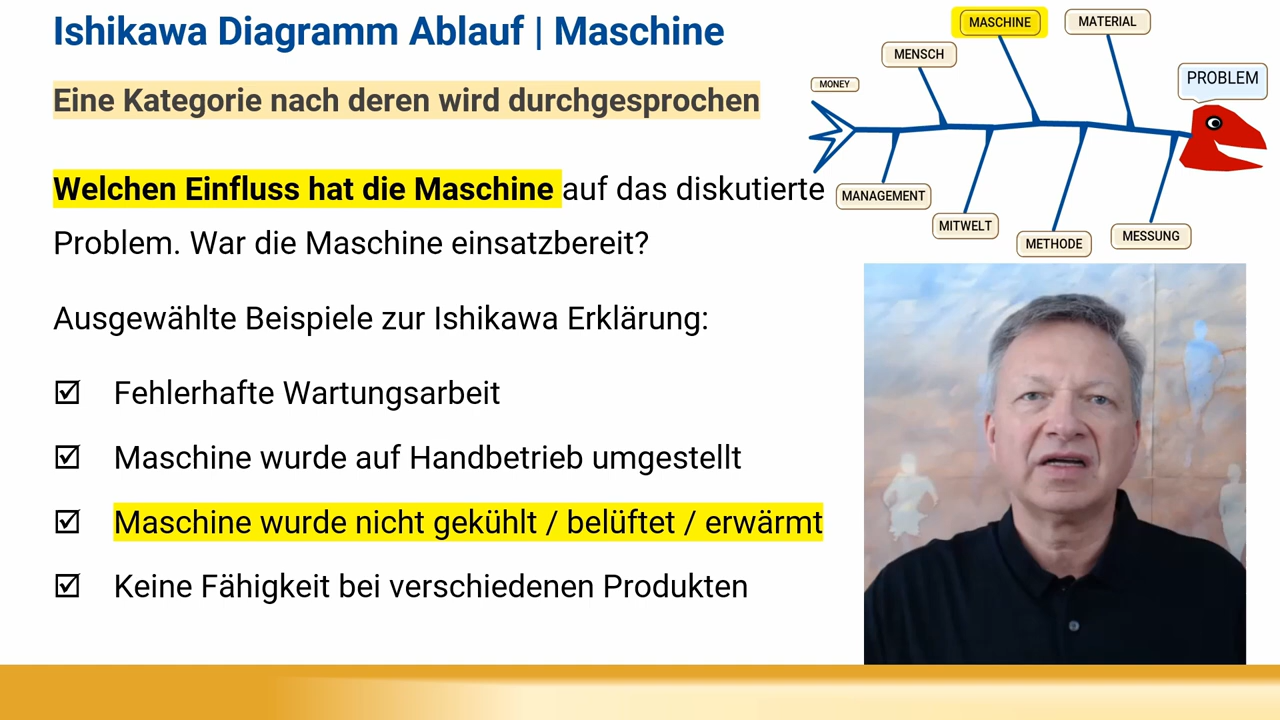 Ishikawa Diagramm Ablauf | Maschine
Eine Kategorie nach deren wird durchgesprochen
Welchen Einfluss hat die Maschine auf das diskutierte
Problem. War die Maschine einsatzbereit?
Ausgewählte Beispiele zur Ishikawa Erklärung:
☑ Fehlerhafte Wartungsarbeit
☑ Maschine wurde auf Handbetrieb umgestellt
☑ Maschine wurde nicht gekühlt / belüftet / erwärmt
☑ Keine Fähigkeit bei verschiedenen Produkten
MASCHINE
MATERIAL
MENSCH
MONEY
PROBLEM
MANAGEMENT
MITWELT
METHODE
MESSUNG